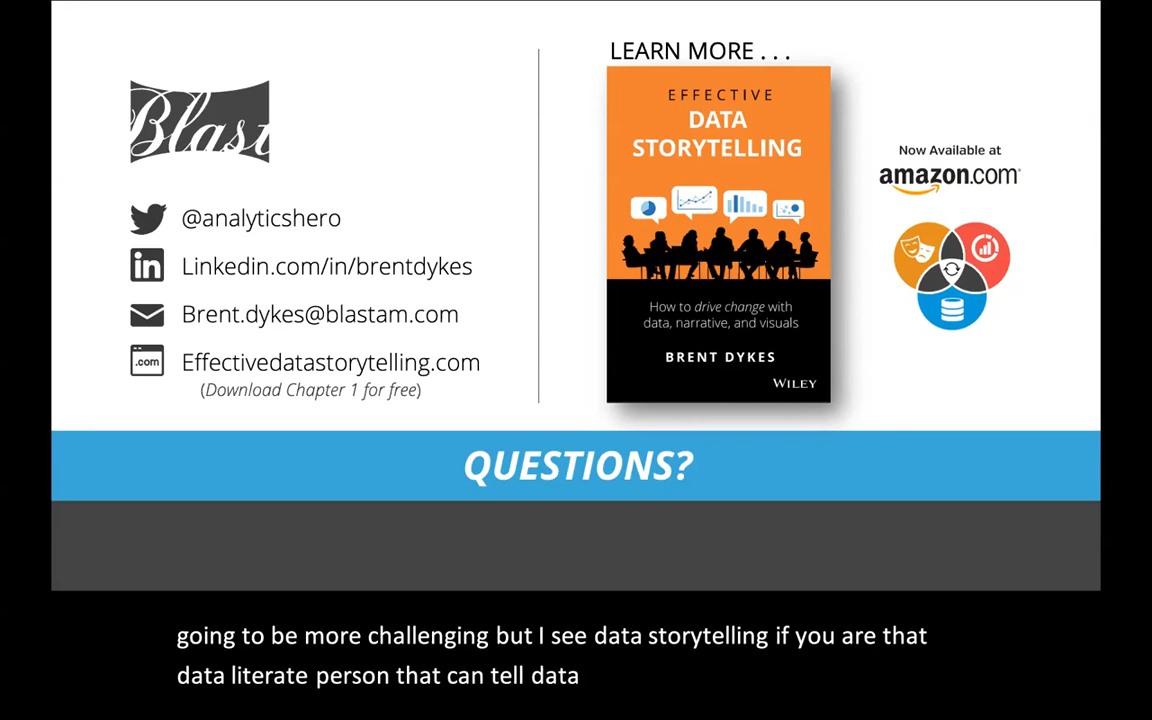 Blast
@analyticshero
in
Linkedin.com/in/brentdykes
Brent.dykes@blastam.com
.com
Effectivedatastorytelling.com
(Download Chapter 1 for free)
LEARN MORE . . .
EFFECTIVE
DATA
STORYTELLING
How to drive change with
data, narrative, and visuals
BRENT DYKES
WILEY
Now Available at
amazon.com
QUESTIONS?
going to be more challenging but I see data storytelling if you are that
data literate person that can tell data